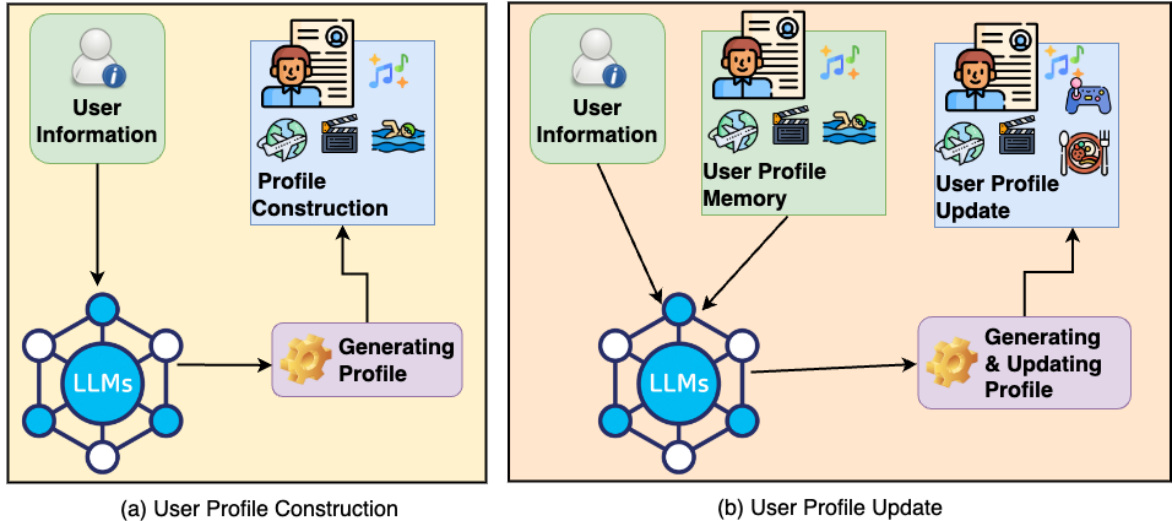 User
Information
Profile
Construction
LLMs
Generating
Profile
(a) User Profile Construction
User
Information
User Profile
Memory
User Profile
Update
LLMs
Generating
& Updating
Profile
(b) User Profile Update